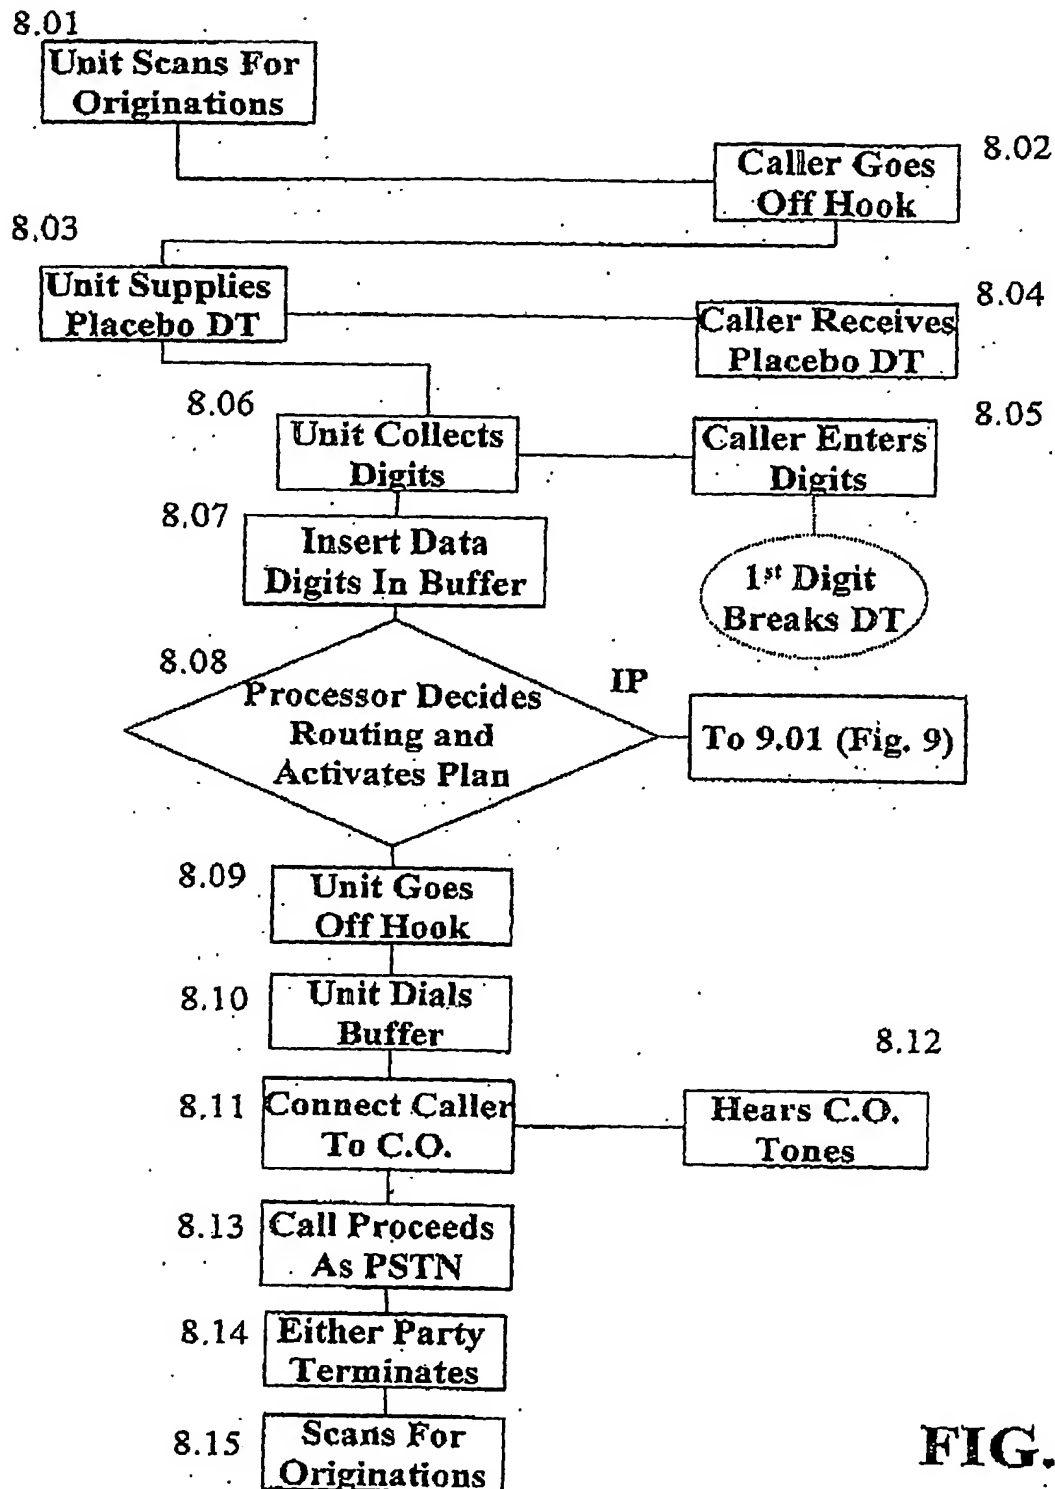 8.01
Unit Scans For
Originations
8.02
Caller Goes
Off Hook
8.03
Unit Supplies
Placebo DT
8.04
Caller Receives
Placebo DT
8.06
Unit Collects
Digits
8.05
Caller Enters
Digits
8.07
Insert Data
Digits In Buffer
1st Digit
Breaks DT
8.08
Processor Decides
Routing and
Activates Plan
IP
To 9.01 (Fig. 9)
8.09
Unit Goes
Off Hook
8.10
Unit Dials
Buffer
8.11
Connect Caller
To C.O.
8.12
Hears C.O.
Tones
8.13
Call Proceeds
As PSTN
8.14
Either Party
Terminates
8.15
Scans For
Originations
FIG.